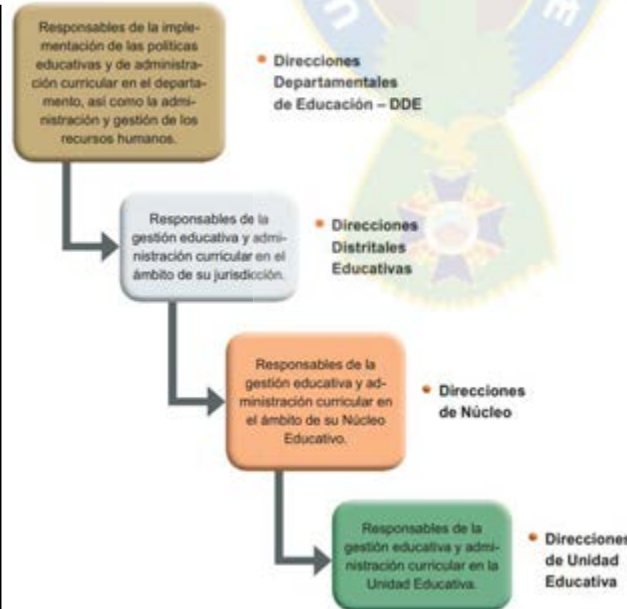 Responsables de la imple-
mentación de las políticas
educativas y de administra-
ción curricular en el departa-
mento, así como la admi-
nistración y gestión de los
recursos humanos.
• Direcciones
Departamentales
de Educación – DDE
Responsables de la
gestión educativa y admi-
nistración curricular en el
ámbito de su jurisdicción.
• Direcciones
Distritales
Educativas
Responsables de la
gestión educativa y ad-
ministración curricular en
el ámbito de su Núcleo
Educativo.
• Direcciones
de Núcleo
Responsables de la
gestión educativa y admi-
nistración curricular en la
Unidad Educativa.
• Direcciones
de Unidad
Educativa